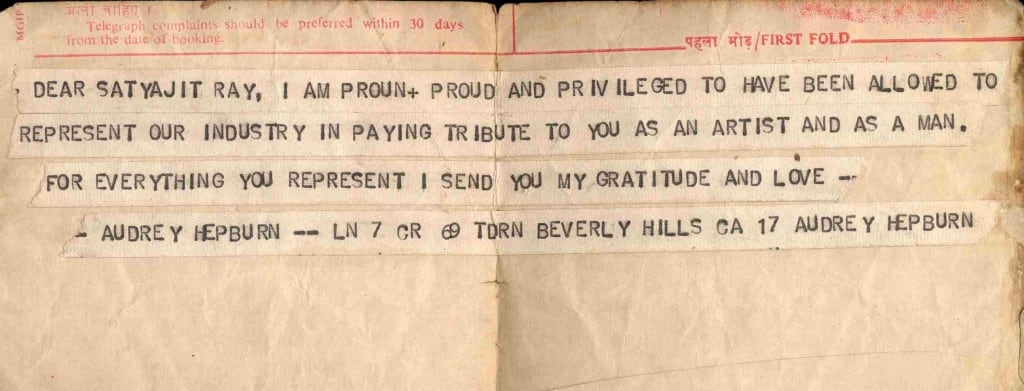 जाना चाहिए ।
MGIP
Telegraph complaints should be preferred within 30 days
from the date of booking.
पहला मोड़/FIRST FOLD
DEAR SATYAJIT RAY, I AM PROUN+ PROUD AND PRIVILEGED TO HAVE BEEN ALLOWED TO
REPRESENT OUR INDUSTRY IN PAYING TRIBUTE TO YOU AS AN ARTIST AND AS A MAN.
FOR EVERYTHING YOU REPRESENT I SEND YOU MY GRATITUDE AND LOVE --
- AUDREY HEPBURN -- LN 7 CR 69 TDRN BEVERLY HILLS CA 17 AUDREY HEPBURN